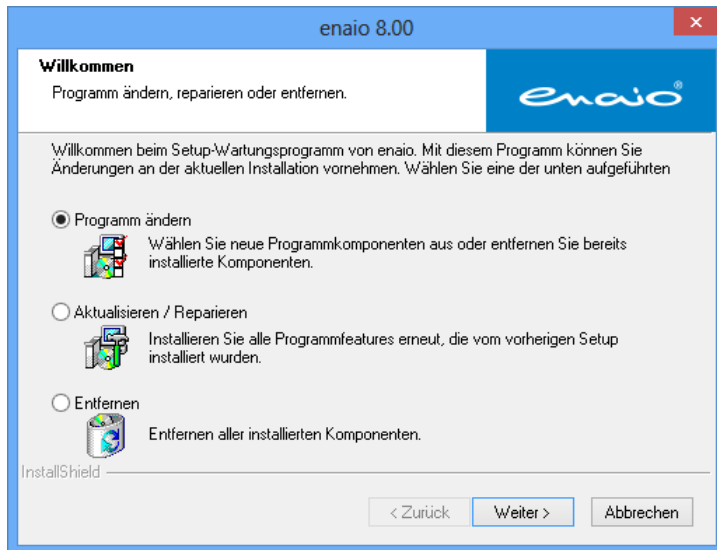 enaio 8.00
Willkommen
Programm ändern, reparieren oder entfernen.
enaio®
Willkommen beim Setup-Wartungsprogramm von enaio. Mit diesem Programm können Sie
Änderungen an der aktuellen Installation vornehmen. Wählen Sie eine der unten aufgeführten
Programm ändern
Wählen Sie neue Programmkomponenten aus oder entfernen Sie bereits
installierte Komponenten.
Aktualisieren / Reparieren
Installieren Sie alle Programmfeatures erneut, die vom vorherigen Setup
installiert wurden.
Entfernen
Entfernen aller installierten Komponenten.
InstallShield
< Zurück
Weiter >
Abbrechen